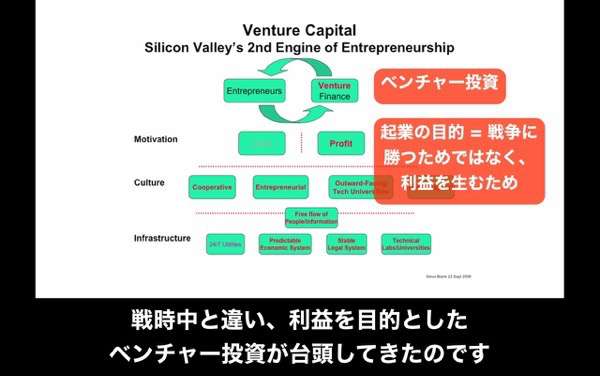 Venture Capital
Silicon Valley's 2nd Engine of Entrepreneurship
Entrepreneurs
Venture
Finance
ベンチャー投資
起業の目的 = 戦争に
勝つためではなく、
利益を生むため
Motivation
Profit
Culture
Cooperative
Entrepreneurial
Outward-Facing
Tech Universities
Free flow of
People/Information
Infrastructure
24/7 Utilities
Predictable
Economic System
Stable
Legal System
Technical
Labs/Universities
戦時中と違い、利益を目的とした
ベンチャー投資が台頭してきたのです